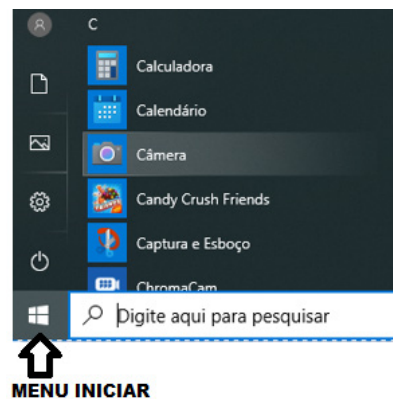 C
Calculadora
Calendário
Câmera
Candy Crush Friends
Captura e Esboço
ChromaCam
Digite aqui para pesquisar
MENU INICIAR